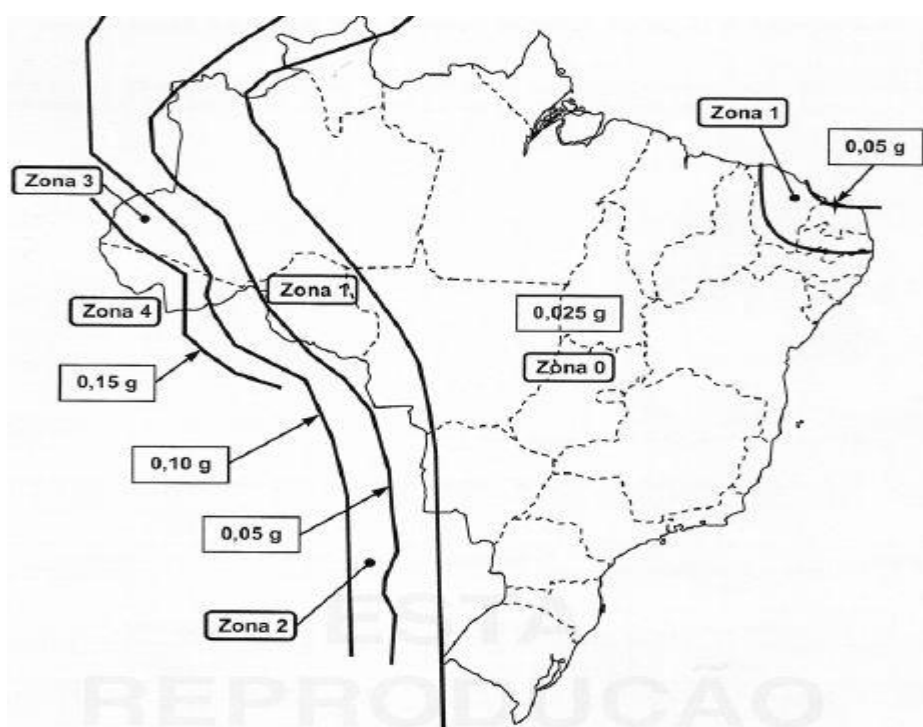 Zona 1
0,05 g
Zona 3
Zona 1
Zona 4
0,025 g
Zona 0
0,15 g
0,10 g
0,05 g
Zona 2
ESTA
REPRODUÇÃO